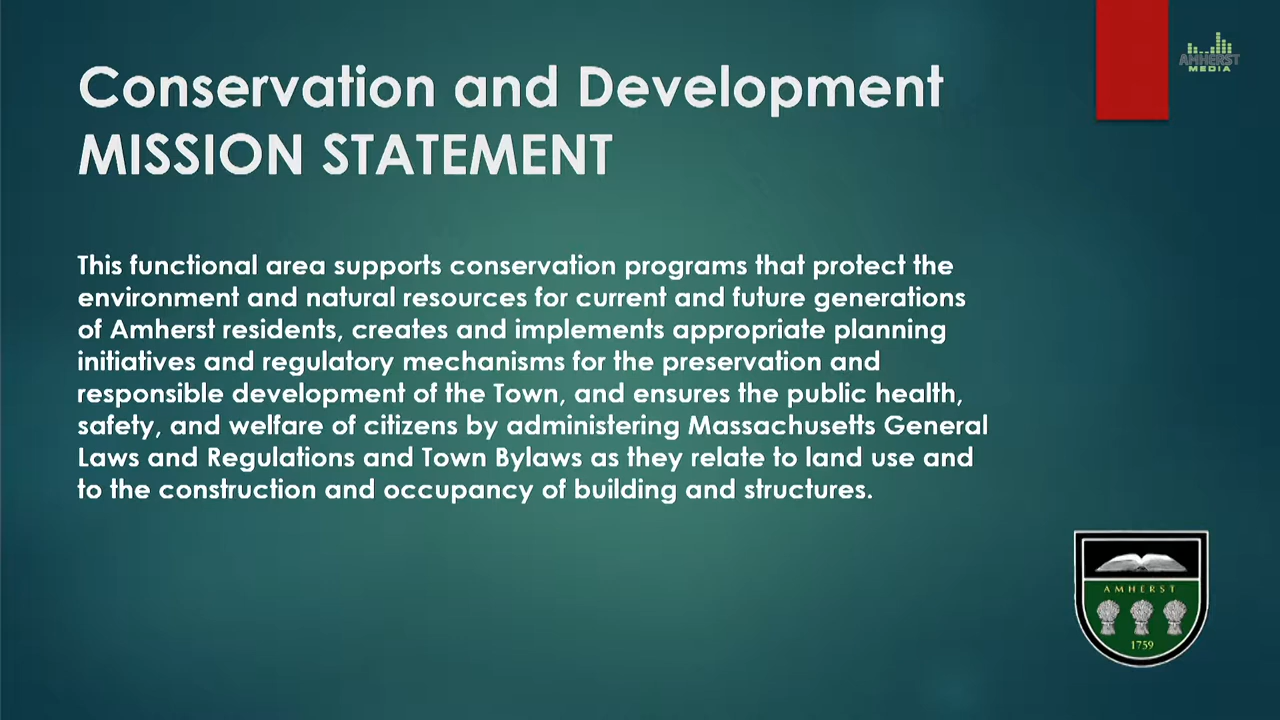 Conservation and Development
MISSION STATEMENT
AMHERST
MEDIA
This functional area supports conservation programs that protect the
environment and natural resources for current and future generations
of Amherst residents, creates and implements appropriate planning
initiatives and regulatory mechanisms for the preservation and
responsible development of the Town, and ensures the public health,
safety, and welfare of citizens by administering Massachusetts General
Laws and Regulations and Town Bylaws as they relate to land use and
to the construction and occupancy of building and structures.
AMHERST
1759